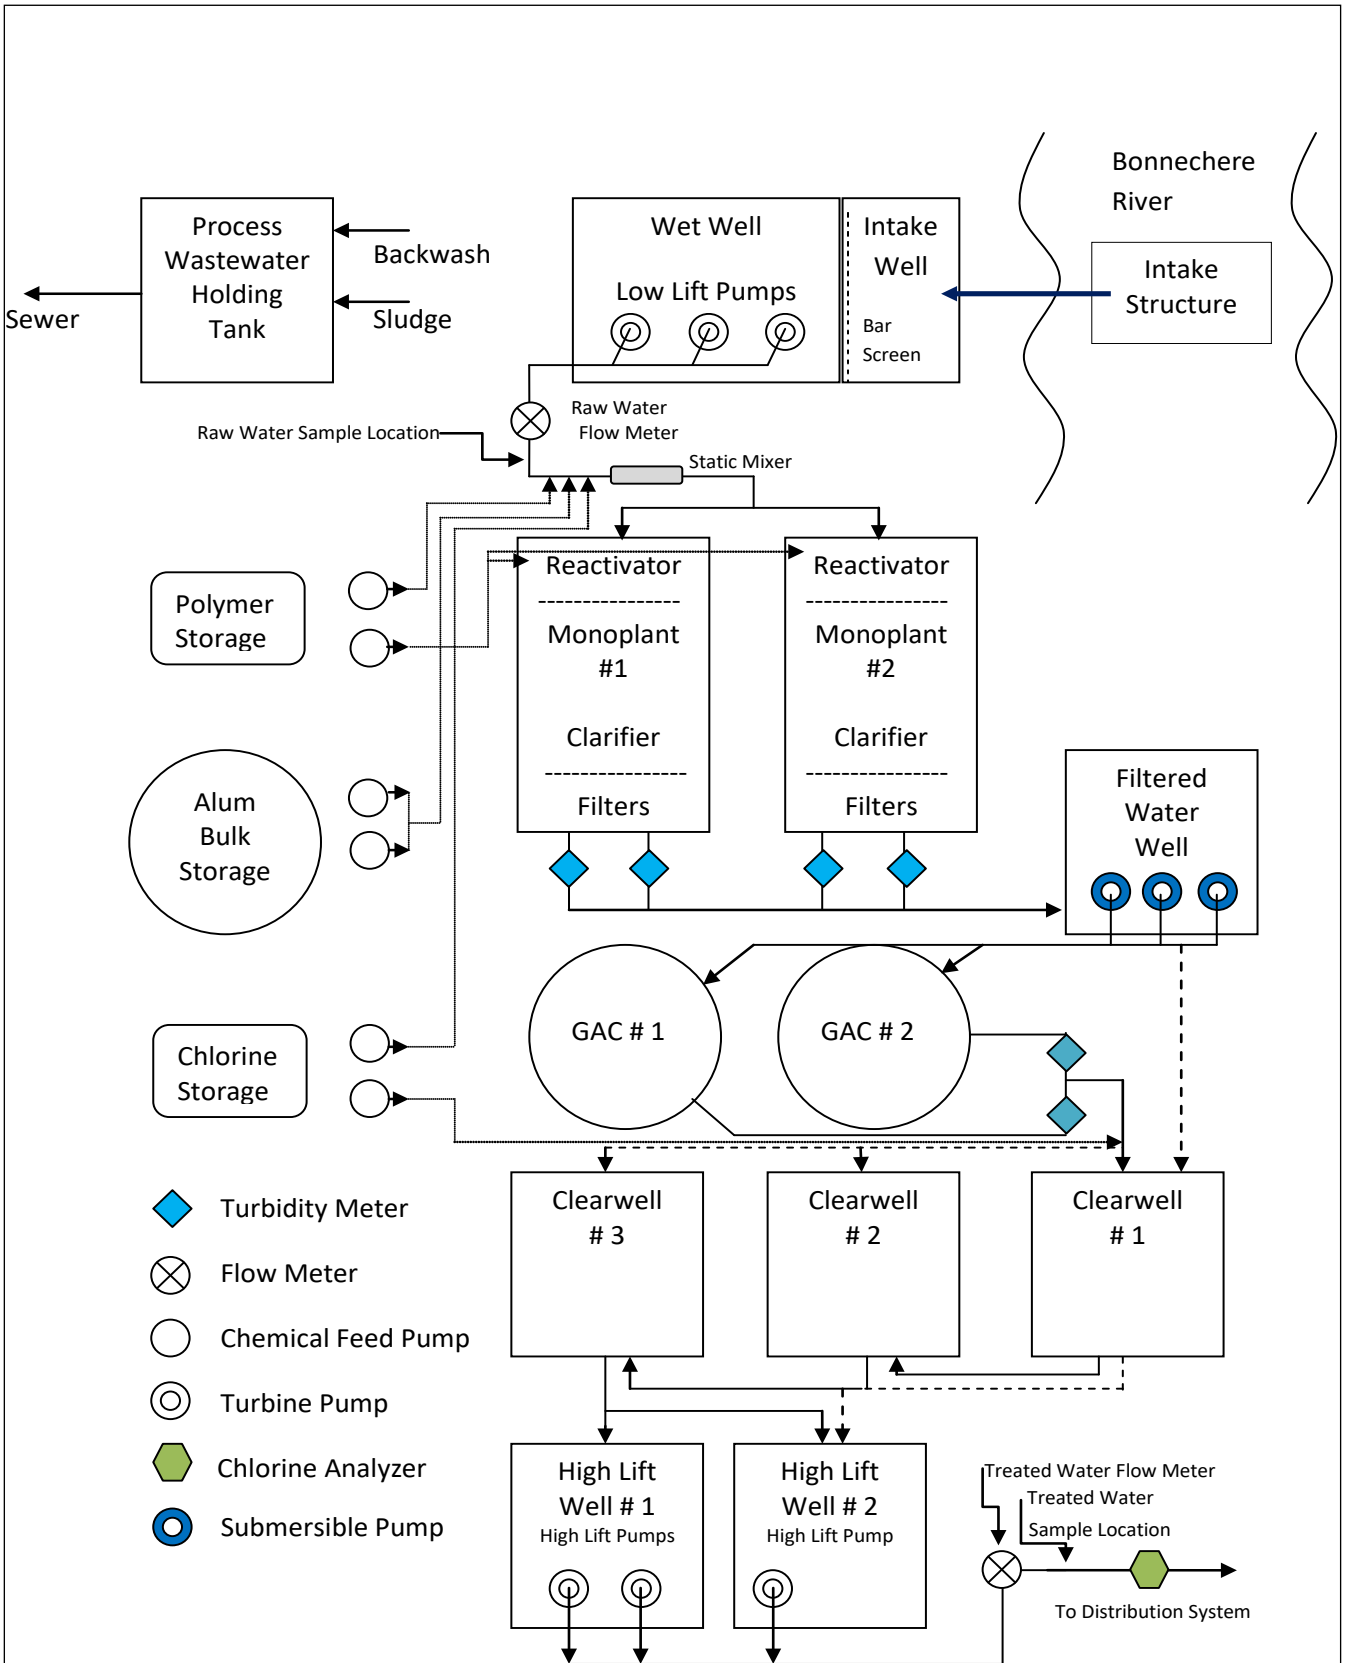 Bonnechere
River
Process
Wastewater
Holding
Tank
Backwash
Sludge
Sewer
Wet Well
Low Lift Pumps
Intake
Well
Bar
Screen
Intake
Structure
Raw Water
Flow Meter
Raw Water Sample Location
Static Mixer
Polymer
Storage
Reactivator
----------------
Monoplant
#1
Clarifier
----------------
Filters
Reactivator
----------------
Monoplant
#2
Clarifier
----------------
Filters
Alum
Bulk
Storage
Filtered
Water
Well
GAC # 1
GAC # 2
Chlorine
Storage
Clearwell
# 3
Clearwell
# 2
Clearwell
# 1
Turbidity Meter
Flow Meter
Chemical Feed Pump
Turbine Pump
Chlorine Analyzer
Submersible Pump
High Lift
Well # 1
High Lift Pumps
High Lift
Well # 2
High Lift Pump
Treated Water Flow Meter
Treated Water
Sample Location
To Distribution System